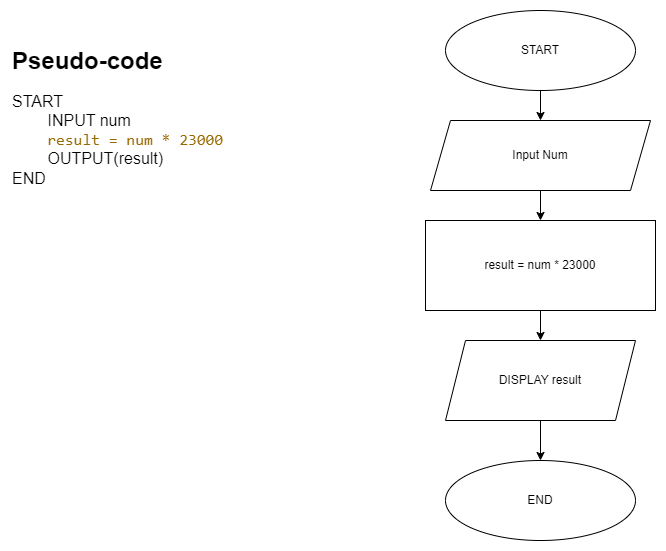 Pseudo-code
START
INPUT num
result = num * 23000
OUTPUT(result)
END
START
Input Num
result = num * 23000
DISPLAY result
END